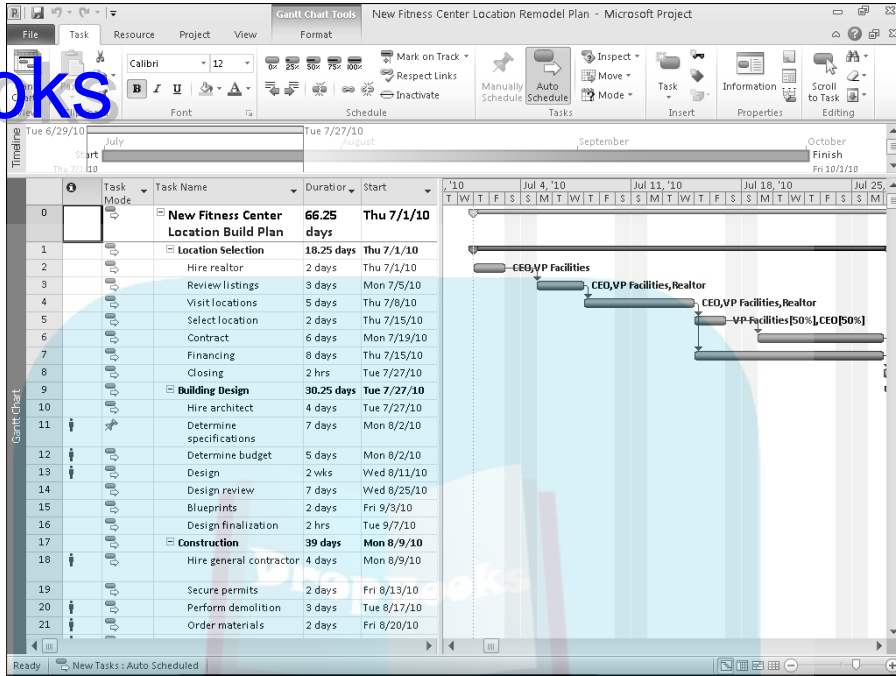 Gantt Chart Tools New Fitness Center Location Remodel Plan - Microsoft Project
File Task Resource Project View Format
Calibri 12
0% 25% 50% 75% 100%
Mark on Track
Respect Links
Inactivate
Manually Schedule
Auto Schedule
Inspect
Move
Mode
Task
Information
Scroll to Task
B I U A
Font Schedule Tasks Insert Properties Editing
ooks
Timeline
Tue 6/29/10 Tue 7/27/10
July August September October
Start
Thu 7/1/10
Finish
Fri 10/1/10
Task Mode Task Name Duration Start
, '10 Jul 4, '10 Jul 11, '10 Jul 18, '10 Jul 25,
T W T F S S M T W T F S S M T W T F S S M T W T F S S M
0 New Fitness Center Location Build Plan 66.25 days Thu 7/1/10
1 Location Selection 18.25 days Thu 7/1/10
2 Hire realtor 2 days Thu 7/1/10 CEO,VP Facilities
3 Review listings 3 days Mon 7/5/10 CEO,VP Facilities,Realtor
4 Visit locations 5 days Thu 7/8/10 CEO,VP Facilities,Realtor
5 Select location 2 days Thu 7/15/10 VP Facilities[50%],CEO[50%]
6 Contract 6 days Mon 7/19/10
7 Financing 8 days Thu 7/15/10
8 Closing 2 hrs Tue 7/27/10
9 Building Design 30.25 days Tue 7/27/10
10 Hire architect 4 days Tue 7/27/10
11 Determine specifications 7 days Mon 8/2/10
12 Determine budget 5 days Mon 8/2/10
13 Design 2 wks Wed 8/11/10
14 Design review 7 days Wed 8/25/10
15 Blueprints 2 days Fri 9/3/10
16 Design finalization 2 hrs Tue 9/7/10
17 Construction 39 days Mon 8/9/10
18 Hire general contractor 4 days Mon 8/9/10
19 Secure permits 2 days Fri 8/13/10
20 Perform demolition 3 days Tue 8/17/10
21 Order materials 2 days Fri 8/20/10
Gantt Chart
DropBooks
Ready New Tasks : Auto Scheduled